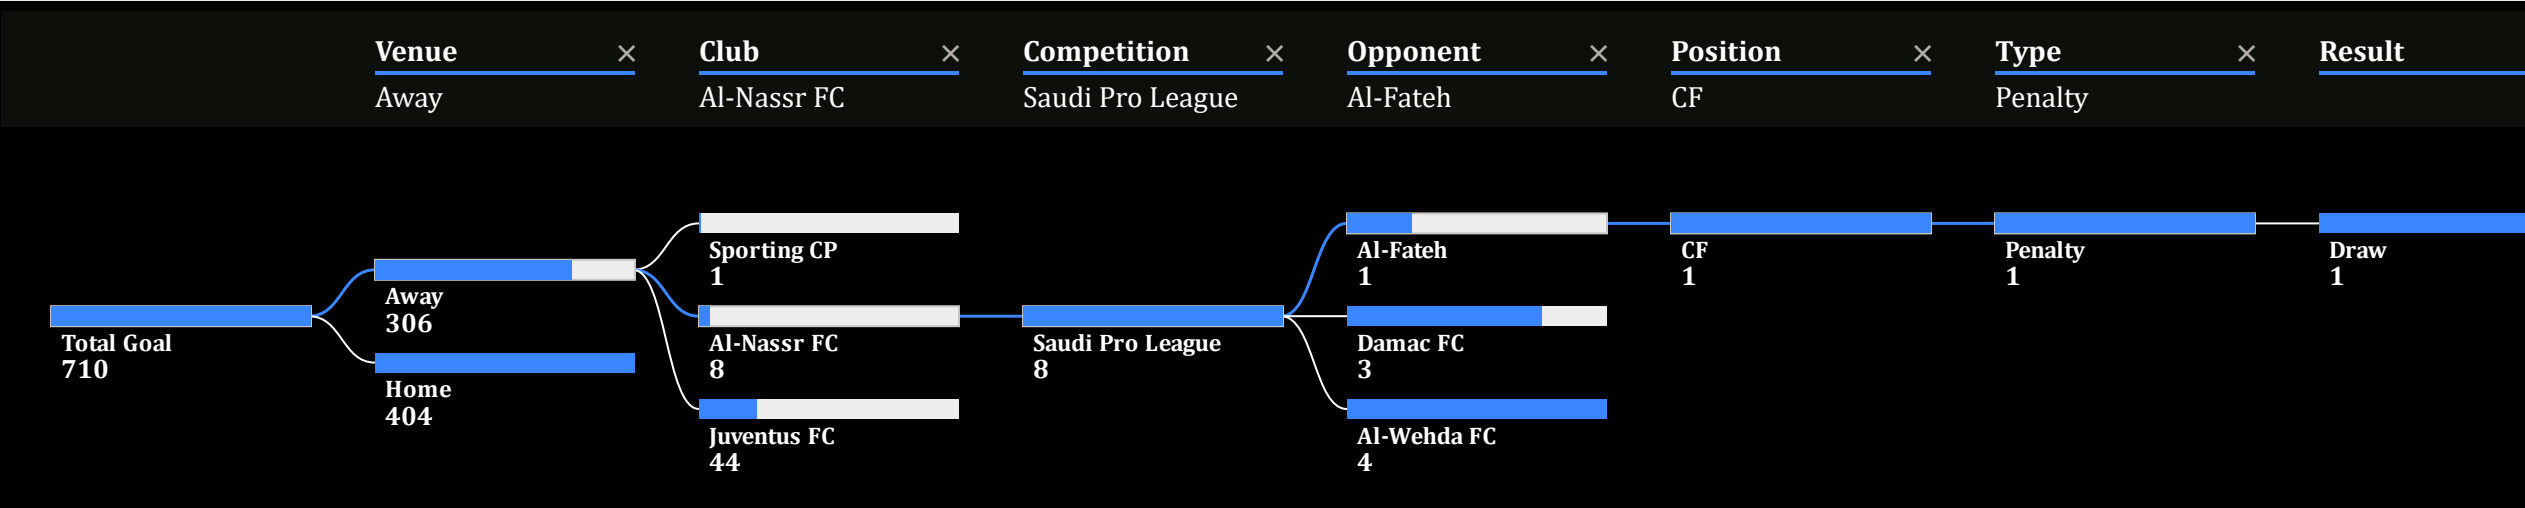 Venue
Club
Competition
Opponent
Position
Type
Result
Away
Al-Nassr FC
Saudi Pro League
Al-Fateh
CF
Penalty
Total Goal
710
Away
306
Home
404
Sporting CP
1
Al-Nassr FC
8
Juventus FC
44
Saudi Pro League
8
Al-Fateh
1
Damac FC
3
Al-Wehda FC
4
CF
1
Penalty
1
Draw
1